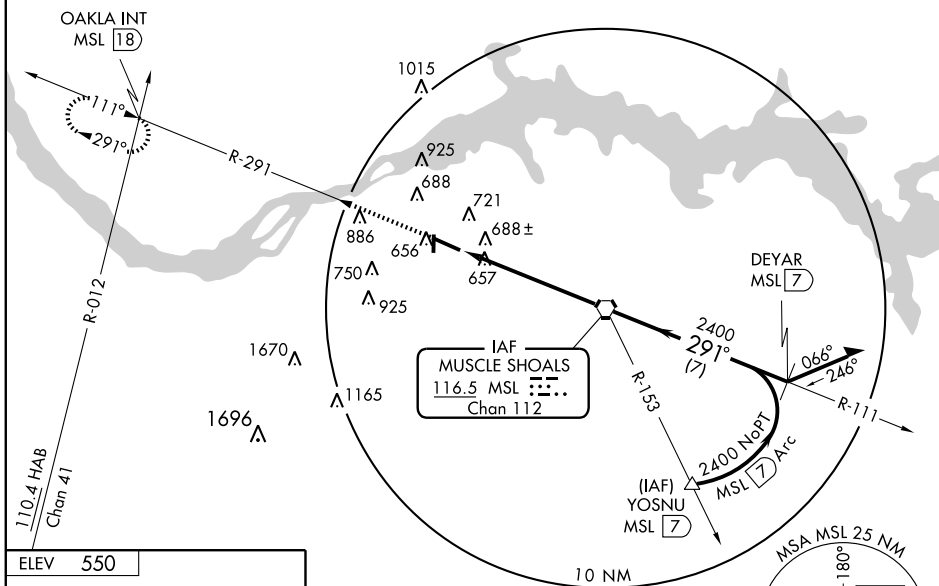 OAKLA INT
MSL 18
1015
111°
291°
R-291
925
688
721
688 ±
886
656
657
750
925
DEYAR
MSL 7
R-012
2400
291°
(7)
066°
246°
R-111
1670
IAF
MUSCLE SHOALS
116.5 MSL
Chan 112
R-153
1165
1696
2400 NoPT
MSL 7 Arc
(IAF)
YOSNU
MSL 7
110.4 HAB
Chan 41
ELEV 550
10 NM
MSA MSL 25 NM
180°